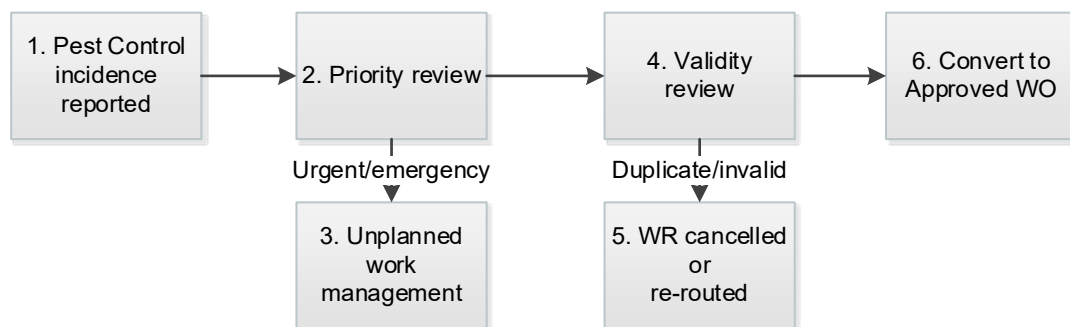 1. Pest Control
incidence
reported
2. Priority review
4. Validity
review
6. Convert to
Approved WO
Urgent/emergency
Duplicate/invalid
3. Unplanned
work
management
5. WR cancelled
or
re-routed